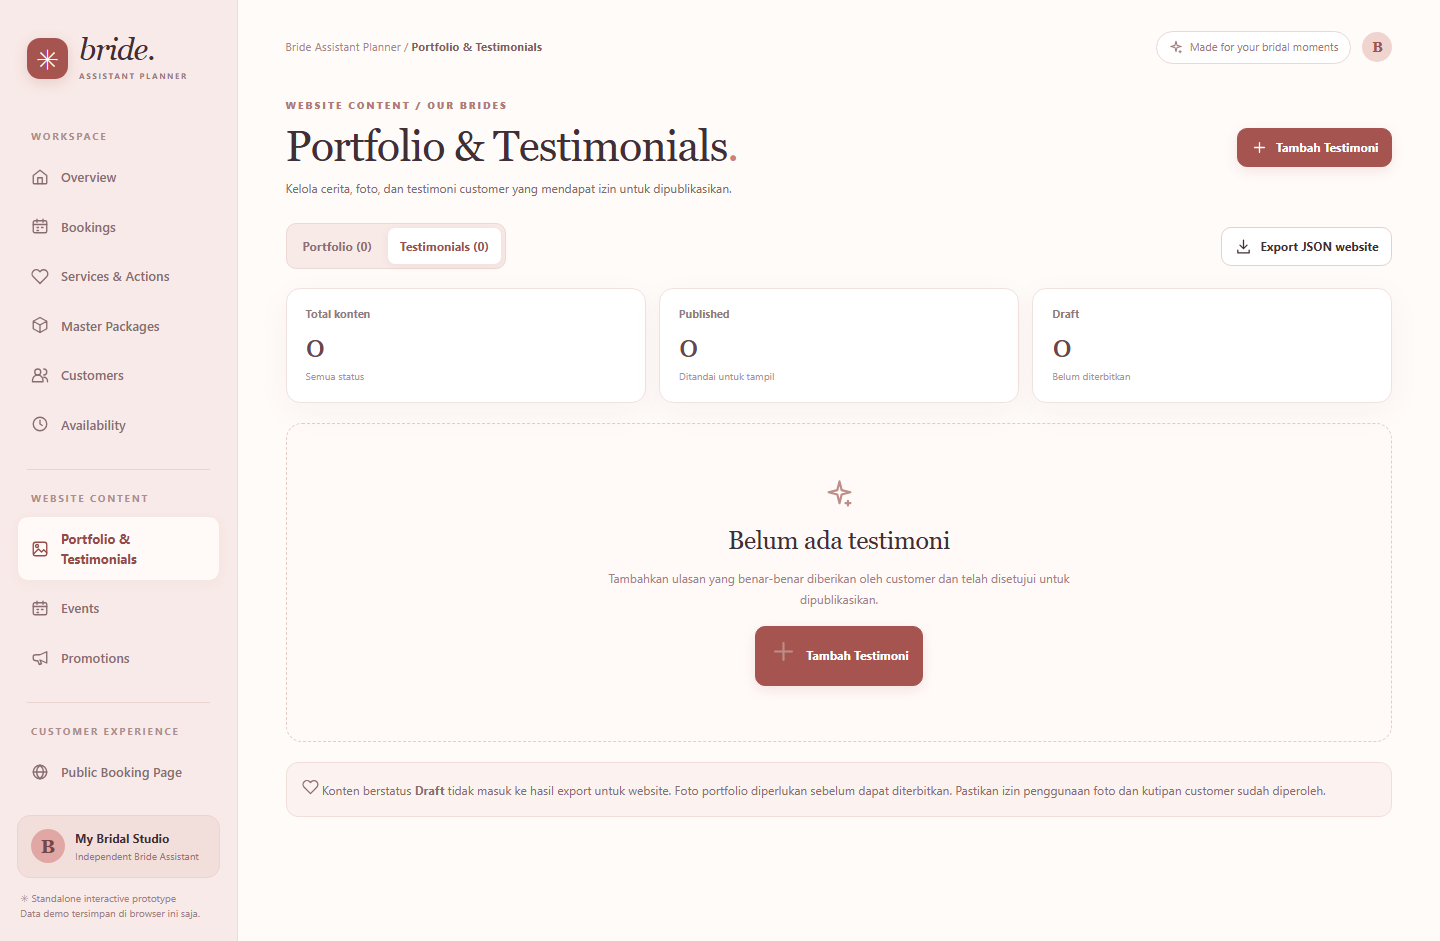 bride.
ASSISTANT PLANNER
WORKSPACE
Overview
Bookings
Services & Actions
Master Packages
Customers
Availability
WEBSITE CONTENT
Portfolio &
Testimonials
Events
Promotions
CUSTOMER EXPERIENCE
Public Booking Page
B
My Bridal Studio
Independent Bride Assistant
✳ Standalone interactive prototype
Data demo tersimpan di browser ini saja.
Bride Assistant Planner / Portfolio & Testimonials
Made for your bridal moments
B
WEBSITE CONTENT / OUR BRIDES
Portfolio & Testimonials.
Kelola cerita, foto, dan testimoni customer yang mendapat izin untuk dipublikasikan.
Tambah Testimoni
Portfolio (0)
Testimonials (0)
Export JSON website
Total konten
0
Semua status
Published
0
Ditandai untuk tampil
Draft
0
Belum diterbitkan
Belum ada testimoni
Tambahkan ulasan yang benar-benar diberikan oleh customer dan telah disetujui untuk
dipublikasikan.
Tambah Testimoni
Konten berstatus Draft tidak masuk ke hasil export untuk website. Foto portfolio diperlukan sebelum dapat diterbitkan. Pastikan izin penggunaan foto dan kutipan customer sudah diperoleh.